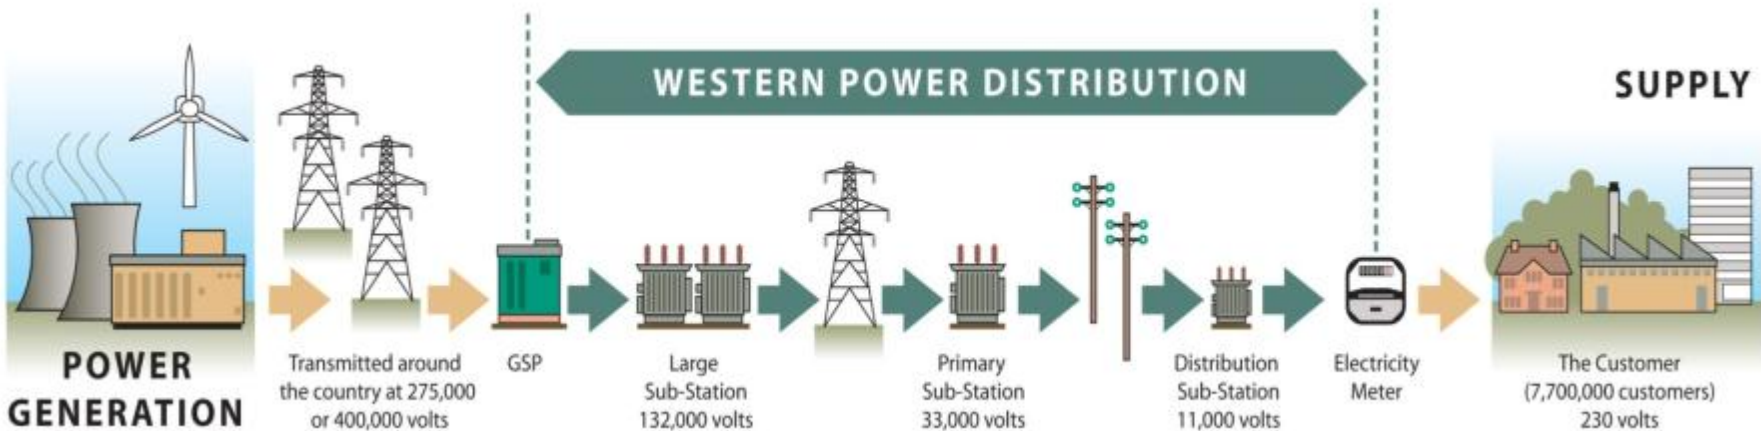 WESTERN POWER DISTRIBUTION
SUPPLY
POWER
GENERATION
Transmitted around
the country at 275,000
or 400,000 volts
GSP
Large
Sub-Station
132,000 volts
Primary
Sub-Station
33,000 volts
Distribution
Sub-Station
11,000 volts
Electricity
Meter
The Customer
(7,700,000 customers)
230 volts